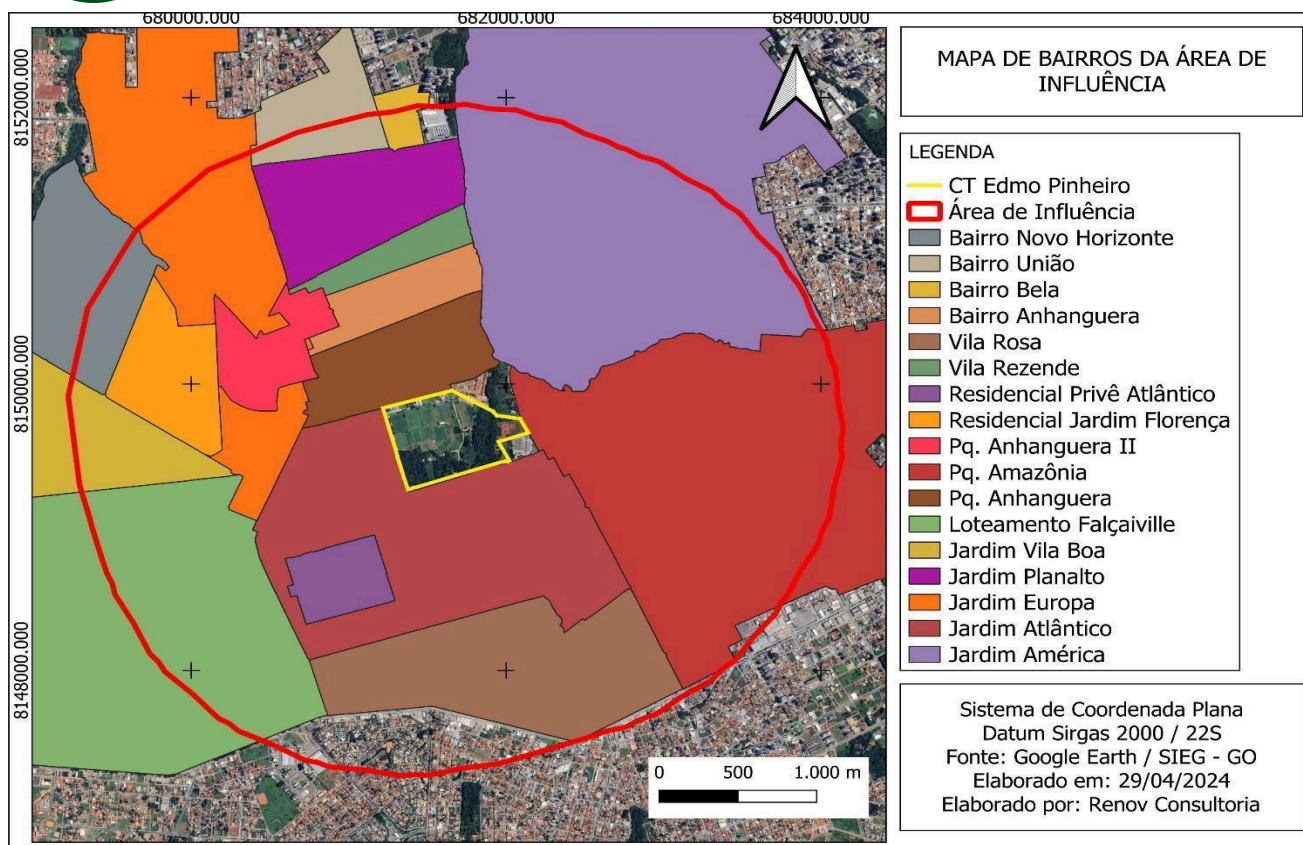 680000.000 682000.000 684000.000
8152000.000
8150000.000
8148000.000
0 500 1.000 m
MAPA DE BAIRROS DA ÁREA DE
INFLUÊNCIA
LEGENDA
CT Edmo Pinheiro
Área de Influência
Bairro Novo Horizonte
Bairro União
Bairro Bela
Bairro Anhanguera
Vila Rosa
Vila Rezende
Residencial Privê Atlântico
Residencial Jardim Florença
Pq. Anhanguera II
Pq. Amazônia
Pq. Anhanguera
Loteamento Falçaiville
Jardim Vila Boa
Jardim Planalto
Jardim Europa
Jardim Atlântico
Jardim América
Sistema de Coordenada Plana
Datum Sirgas 2000 / 22S
Fonte: Google Earth / SIEG - GO
Elaborado em: 29/04/2024
Elaborado por: Renov Consultoria